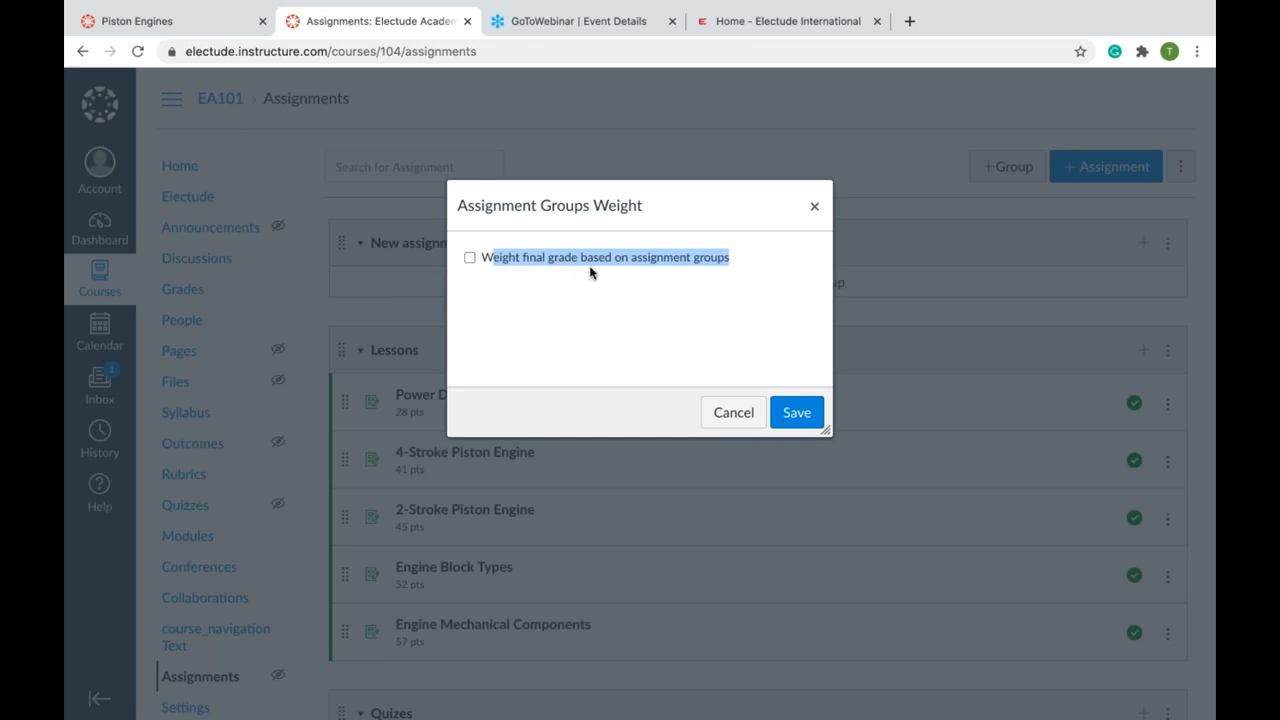 Piston Engines
Assignments: Electude Academ
GoToWebinar | Event Details
Home - Electude International
electude.instructure.com/courses/104/assignments
T
EA101 › Assignments
Account
Dashboard
Courses
Calendar
1
Inbox
History
Help
Home
Electude
Announcements
Discussions
Grades
People
Pages
Files
Syllabus
Outcomes
Rubrics
Quizzes
Modules
Conferences
Collaborations
course_navigation
Text
Assignments
Settings
Search for Assignment
+Group
+ Assignment
New assignm
up
Assignment Groups Weight
Weight final grade based on assignment groups
Cancel
Save
Lessons
Power D
28 pts
4-Stroke Piston Engine
41 pts
2-Stroke Piston Engine
45 pts
Engine Block Types
52 pts
Engine Mechanical Components
57 pts
Quizes